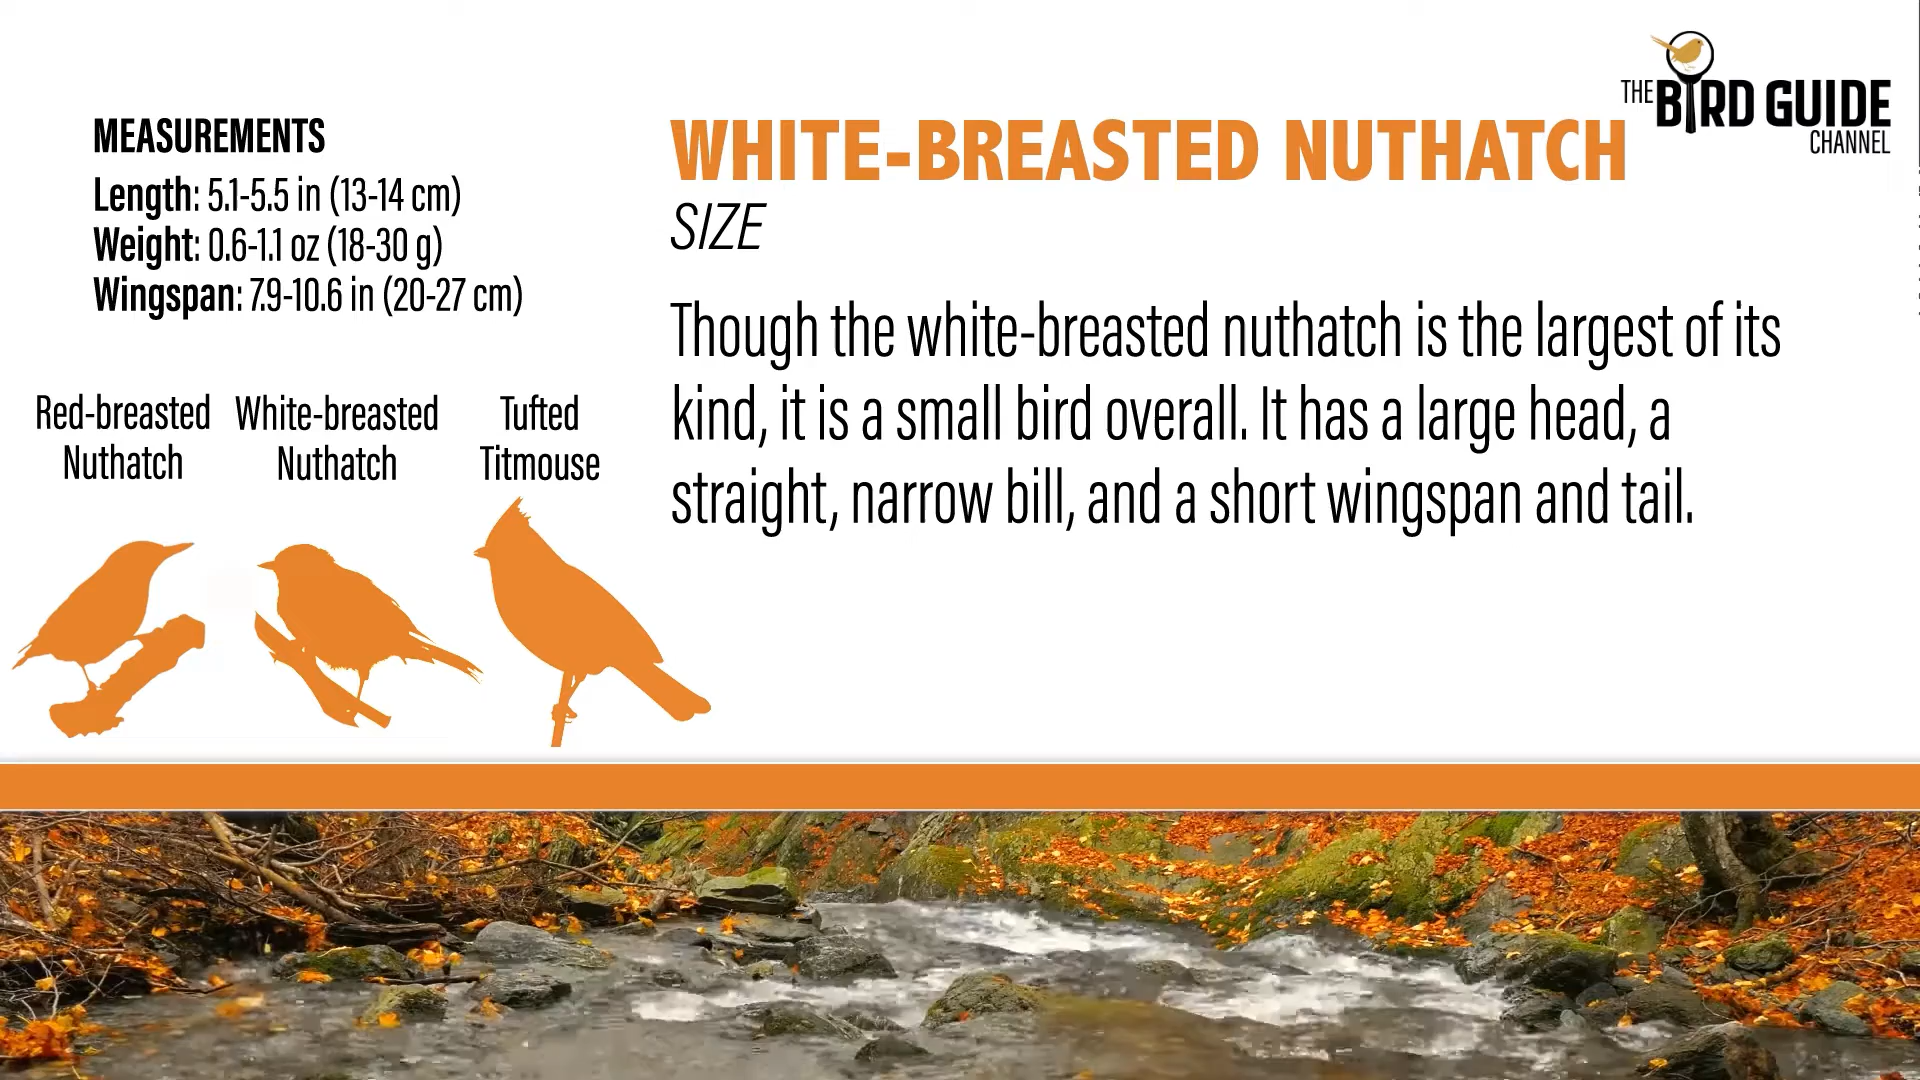 THE BIRD GUIDE
CHANNEL
MEASUREMENTS
Length: 5.1-5.5 in (13-14 cm)
Weight: 0.6-1.1 oz (18-30 g)
Wingspan: 7.9-10.6 in (20-27 cm)
WHITE-BREASTED NUTHATCH
SIZE
Though the white-breasted nuthatch is the largest of its
kind, it is a small bird overall. It has a large head, a
straight, narrow bill, and a short wingspan and tail.
Red-breasted
Nuthatch
White-breasted
Nuthatch
Tufted
Titmouse